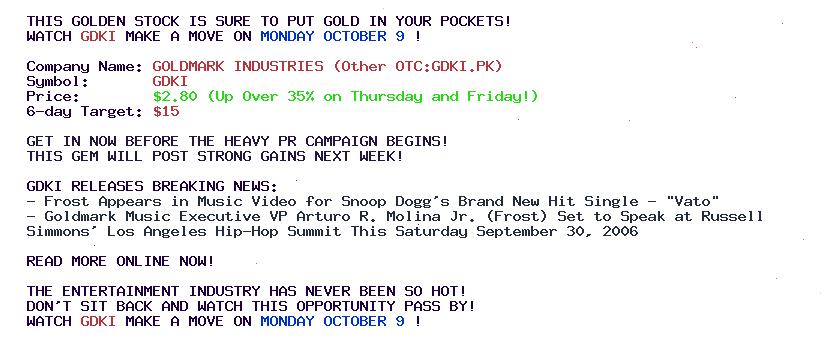 THIS GOLDEN STOCK IS SURE TO PUT GOLD IN YOUR POCKETS!
WATCH GDKI MAKE A MOVE ON MONDAY OCTOBER 9 !
Company Name: GOLDMARK INDUSTRIES (Other OTC:GDKI.PK)
Symbol: GDKI
Price: $2.80 (Up Over 35% on Thursday and Friday!)
6-day Target: $15
GET IN NOW BEFORE THE HEAVY PR CAMPAIGN BEGINS!
THIS GEM WILL POST STRONG GAINS NEXT WEEK!
GDKI RELEASES BREAKING NEWS:
- Frost Appears in Music Video for Snoop Dogg's Brand New Hit Single - "Vato"
- Goldmark Music Executive VP Arturo R. Molina Jr. (Frost) Set to Speak at Russell
Simmons' Los Angeles Hip-Hop Summit This Saturday September 30, 2006
READ MORE ONLINE NOW!
THE ENTERTAINMENT INDUSTRY HAS NEVER BEEN SO HOT!
DON'T SIT BACK AND WATCH THIS OPPORTUNITY PASS BY!
WATCH GDKI MAKE A MOVE ON MONDAY OCTOBER 9 !